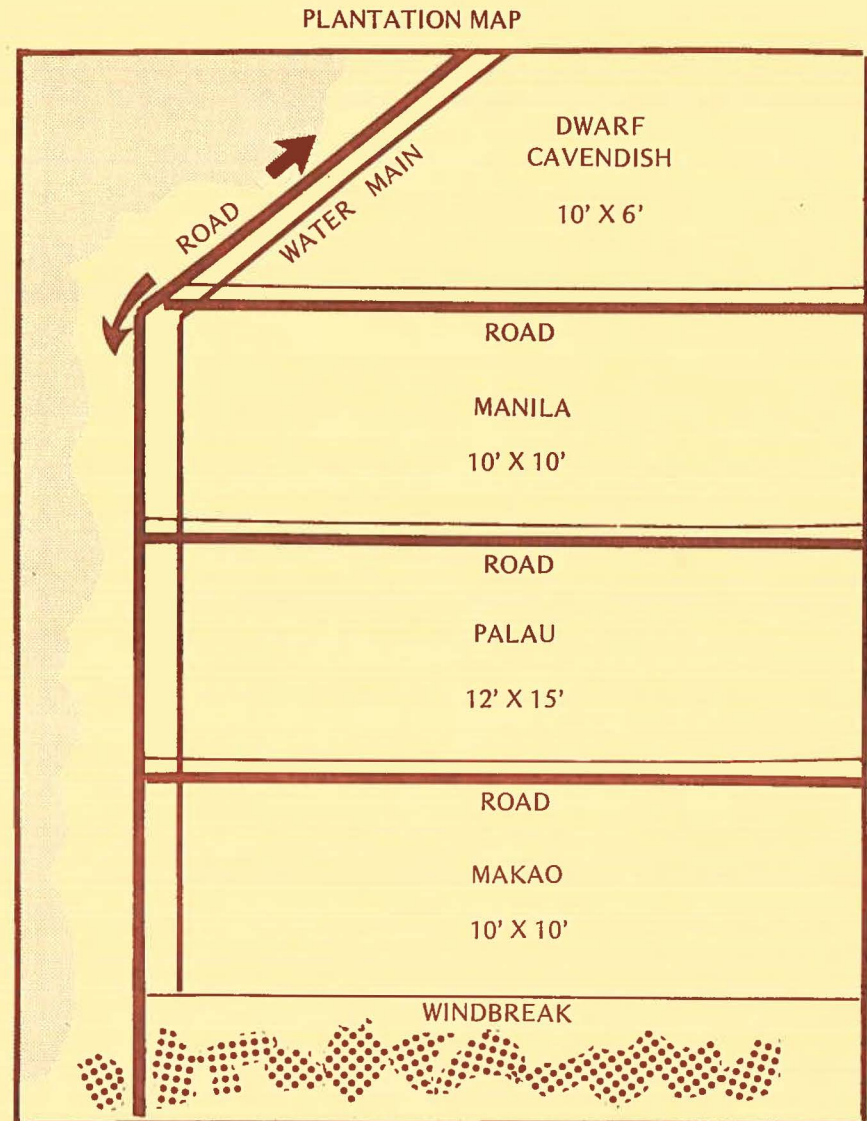 PLANTATION MAP
DWARF
CAVENDISH
10' X 6'
ROAD
WATER MAIN
ROAD
MANILA
10' X 10'
ROAD
PALAU
12' X 15'
ROAD
MAKAO
10' X 10'
WINDBREAK